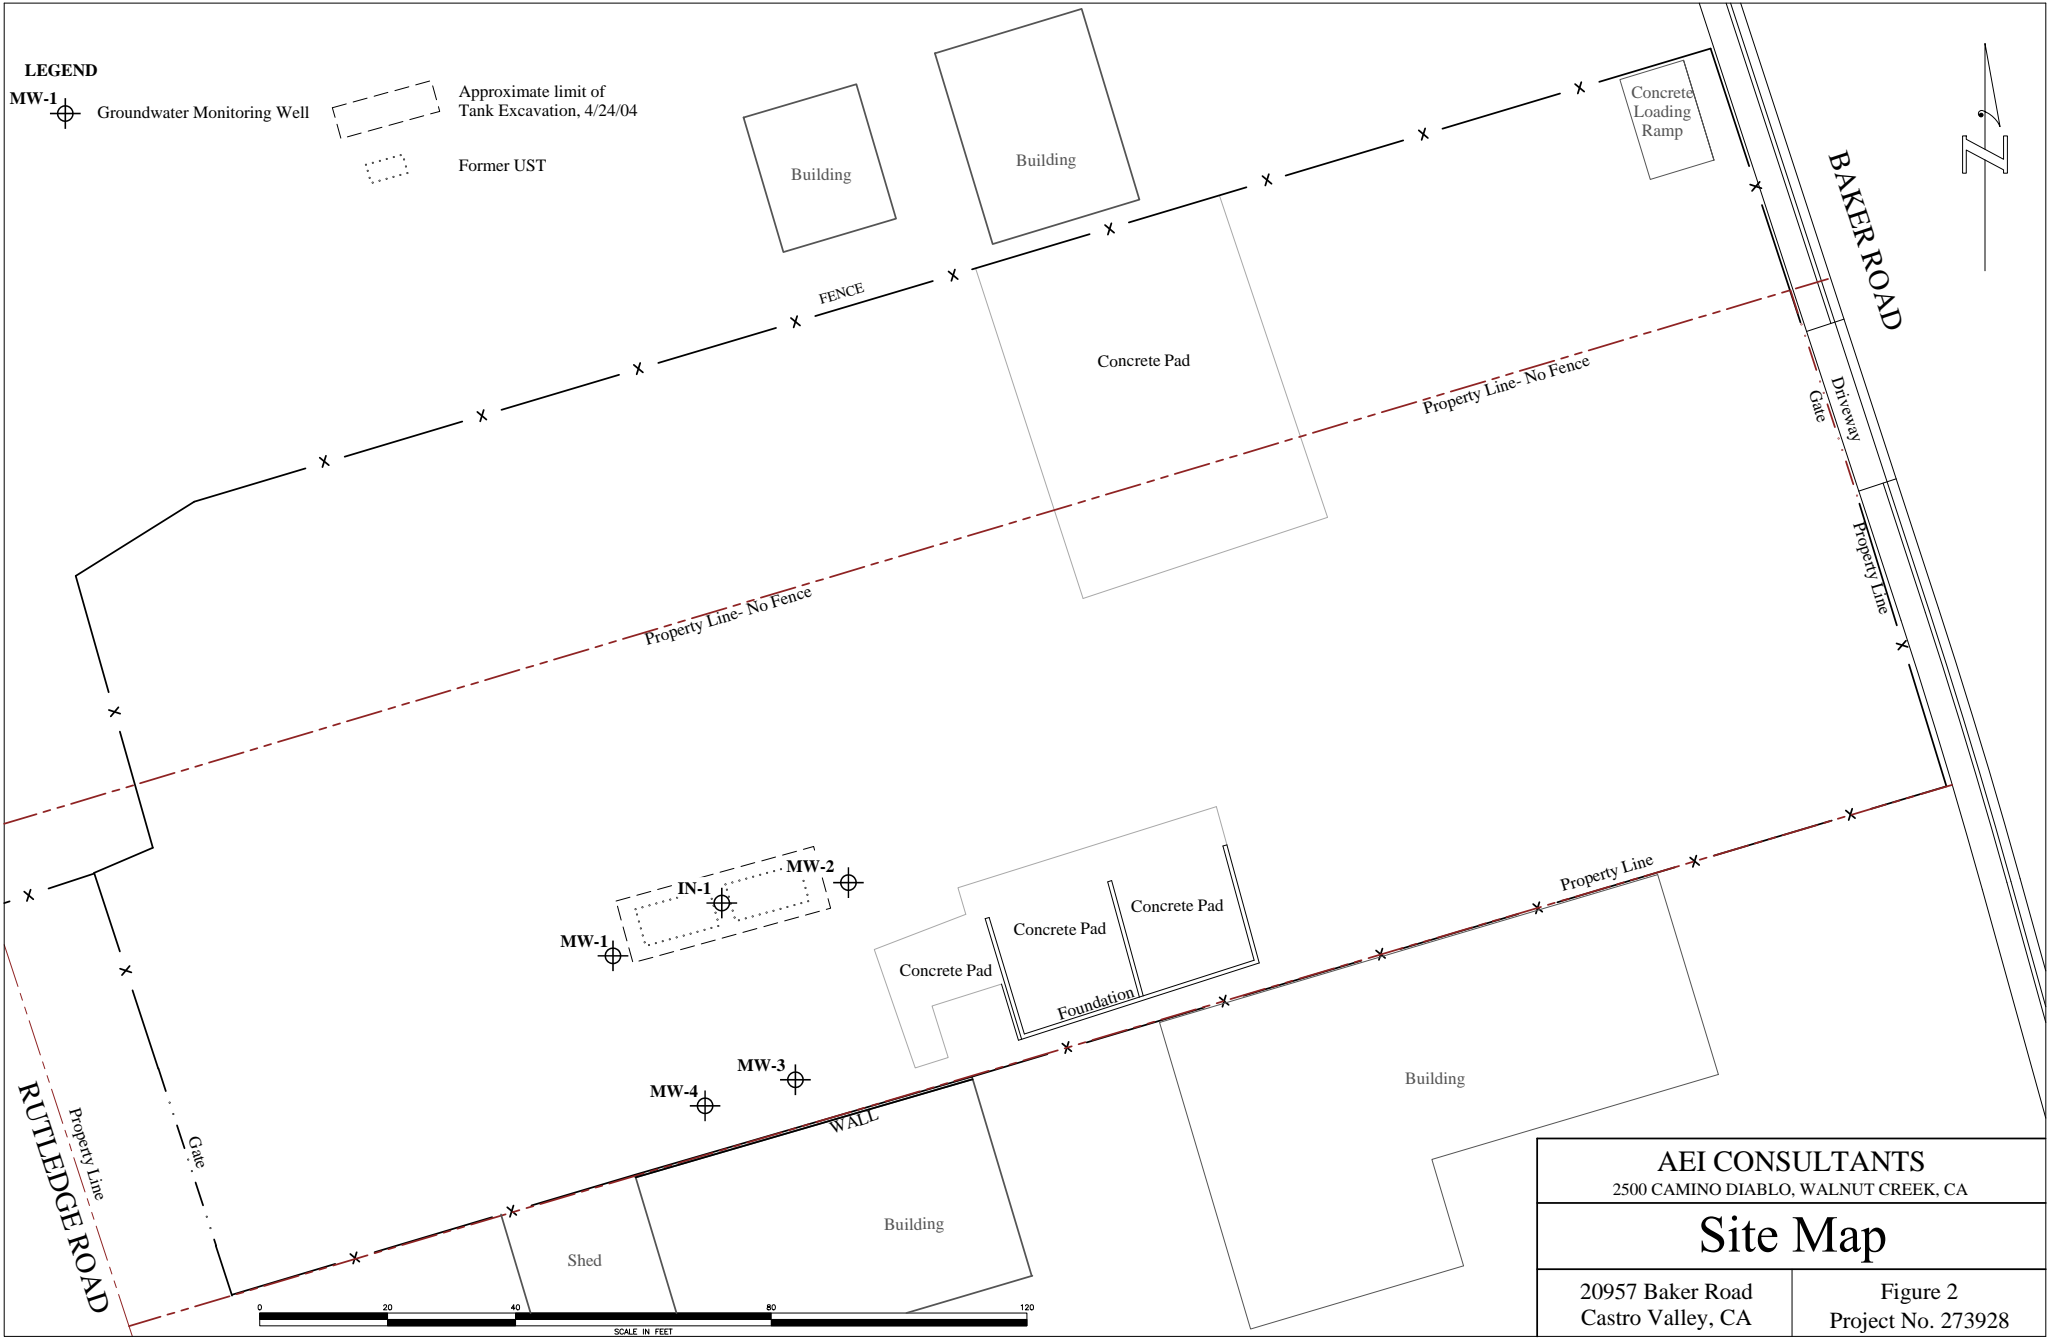 LEGEND
MW-1
Groundwater Monitoring Well
Approximate limit of
Tank Excavation, 4/24/04
Former UST
Building
Building
Concrete
Loading
Ramp
N
BAKER ROAD
FENCE
Concrete Pad
Property Line- No Fence
Driveway
Gate
Property Line
Property Line- No Fence
MW-2
IN-1
MW-1
Concrete Pad
Concrete Pad
Concrete Pad
Foundation
Property Line
MW-3
MW-4
WALL
Building
Building
Shed
Gate
Property Line
RUTLEDGE ROAD
0 20 40 80 120
SCALE IN FEET
AEI CONSULTANTS
2500 CAMINO DIABLO, WALNUT CREEK, CA
Site Map
20957 Baker Road
Castro Valley, CA
Figure 2
Project No. 273928